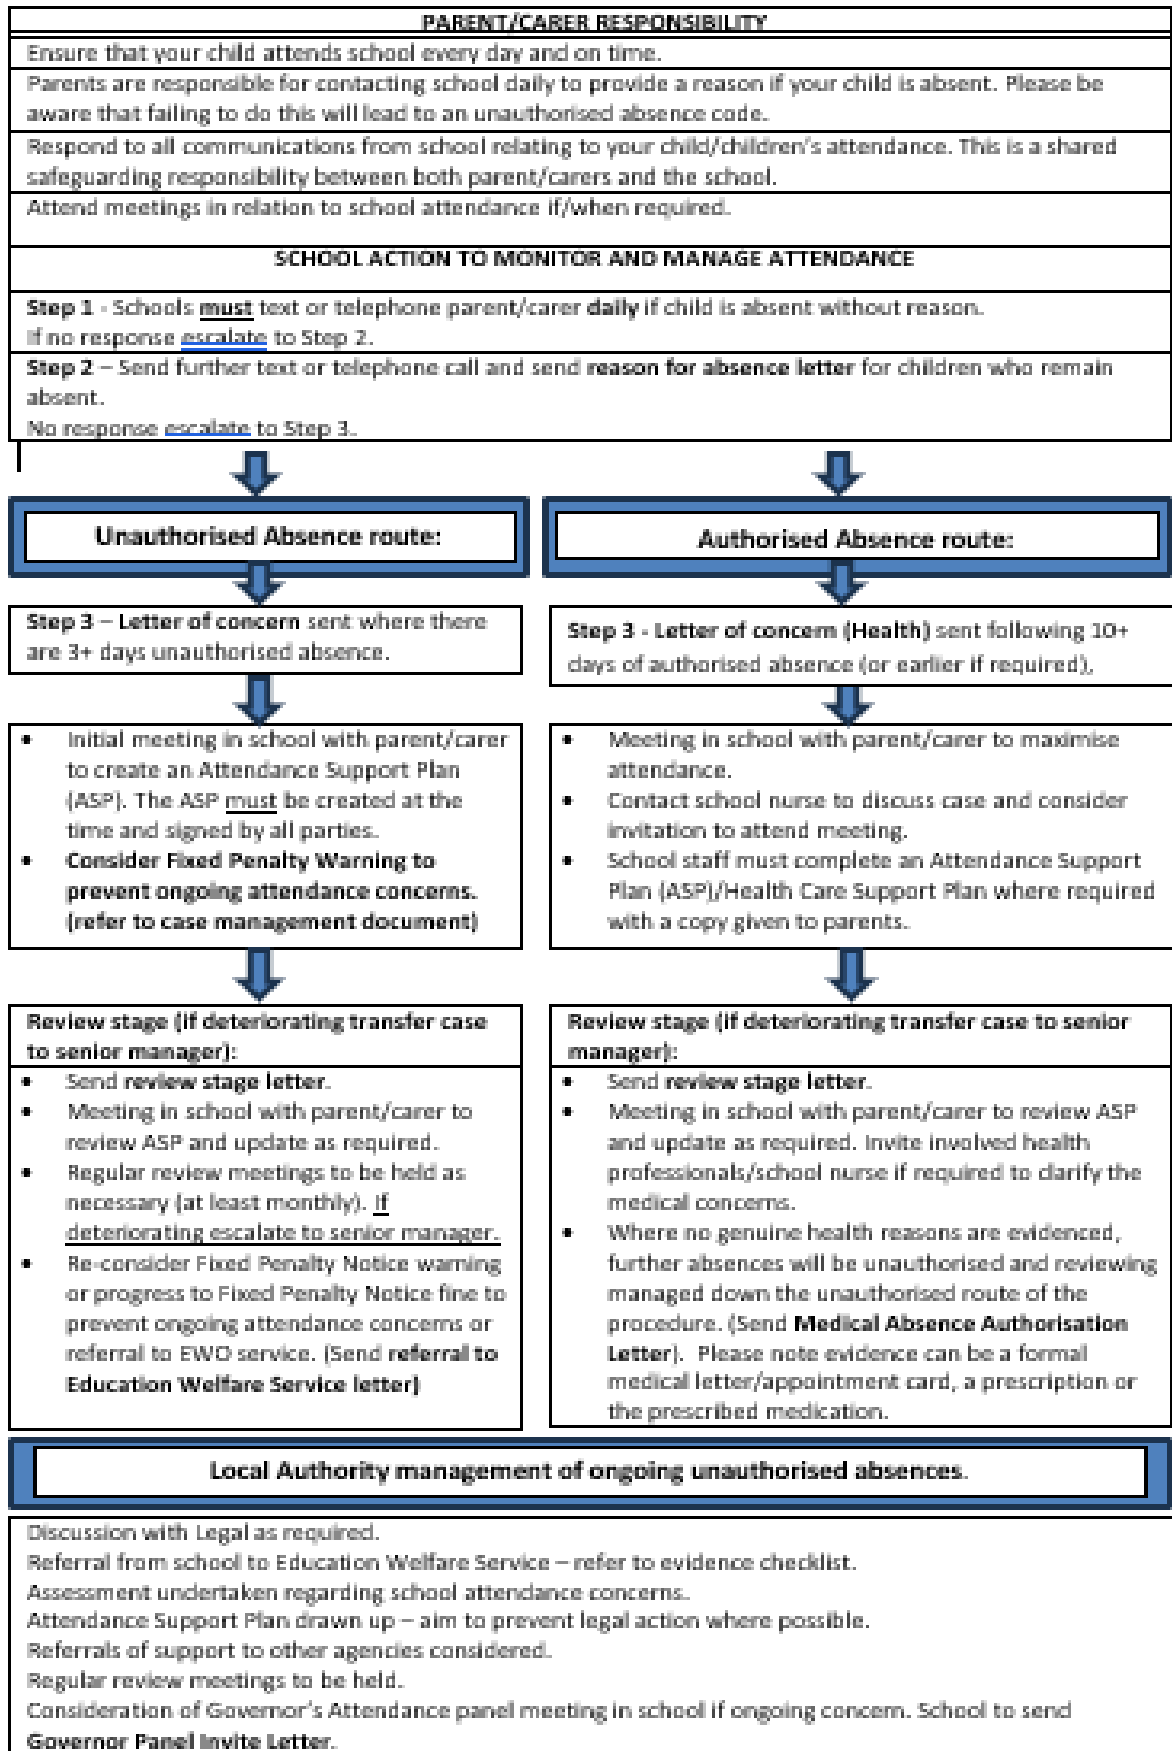 PARENT/CARER RESPONSIBILITY
Ensure that your child attends school every day and on time.
Parents are responsible for contacting school daily to provide a reason if your child is absent. Please be
aware that failing to do this will lead to an unauthorised absence code.
Respond to all communications from school relating to your child/children's attendance. This is a shared
safeguarding responsibility between both parent/carers and the school.
Attend meetings in relation to school attendance if/when required.
SCHOOL ACTION TO MONITOR AND MANAGE ATTENDANCE
Step 1 - Schools must text or telephone parent/carer daily if child is absent without reason.
If no response escalate to Step 2.
Step 2 – Send further text or telephone call and send reason for absence letter for children who remain
absent.
No response escalate to Step 3.
Unauthorised Absence route:
Step 3 – Letter of concern sent where there
are 3+ days unauthorised absence.
• Initial meeting in school with parent/carer
to create an Attendance Support Plan
(ASP). The ASP must be created at the
time and signed by all parties.
• Consider Fixed Penalty Warning to
prevent ongoing attendance concerns.
(refer to case management document)
Review stage (if deteriorating transfer case
to senior manager):
• Send review stage letter.
• Meeting in school with parent/carer to
review ASP and update as required.
• Regular review meetings to be held as
necessary (at least monthly). If
deteriorating escalate to senior manager.
• Re-consider Fixed Penalty Notice warning
or progress to Fixed Penalty Notice fine to
prevent ongoing attendance concerns or
referral to EWO service. (Send referral to
Education Welfare Service letter)
Authorised Absence route:
Step 3 - Letter of concern (Health) sent following 10+
days of authorised absence (or earlier if required),
• Meeting in school with parent/carer to maximise
attendance.
• Contact school nurse to discuss case and consider
invitation to attend meeting.
• School staff must complete an Attendance Support
Plan (ASP)/Health Care Support Plan where required
with a copy given to parents.
Review stage (if deteriorating transfer case to senior
manager):
• Send review stage letter.
• Meeting in school with parent/carer to review ASP
and update as required. Invite involved health
professionals/school nurse if required to clarify the
medical concerns.
• Where no genuine health reasons are evidenced,
further absences will be unauthorised and reviewing
managed down the unauthorised route of the
procedure. (Send Medical Absence Authorisation
Letter). Please note evidence can be a formal
medical letter/appointment card, a prescription or
the prescribed medication.
Local Authority management of ongoing unauthorised absences.
Discussion with Legal as required.
Referral from school to Education Welfare Service – refer to evidence checklist.
Assessment undertaken regarding school attendance concerns.
Attendance Support Plan drawn up – aim to prevent legal action where possible.
Referrals of support to other agencies considered.
Regular review meetings to be held.
Consideration of Governor's Attendance panel meeting in school if ongoing concern. School to send
Governor Panel Invite Letter.